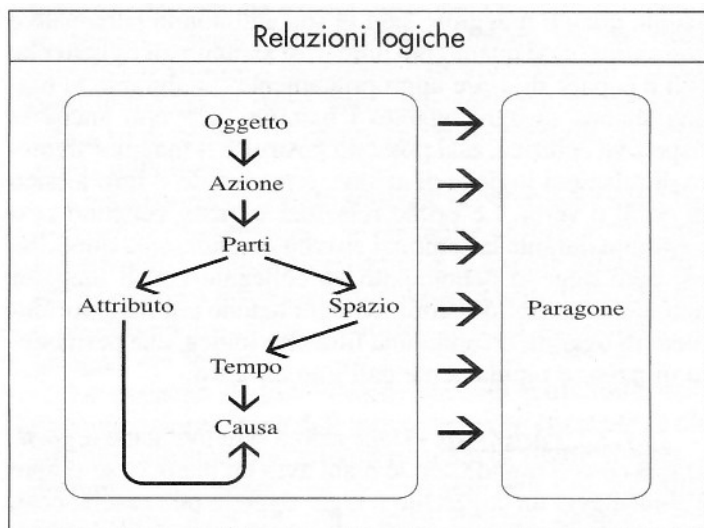 Relazioni logiche
Oggetto
Azione
Parti
Attributo Spazio Paragone
Tempo
Causa